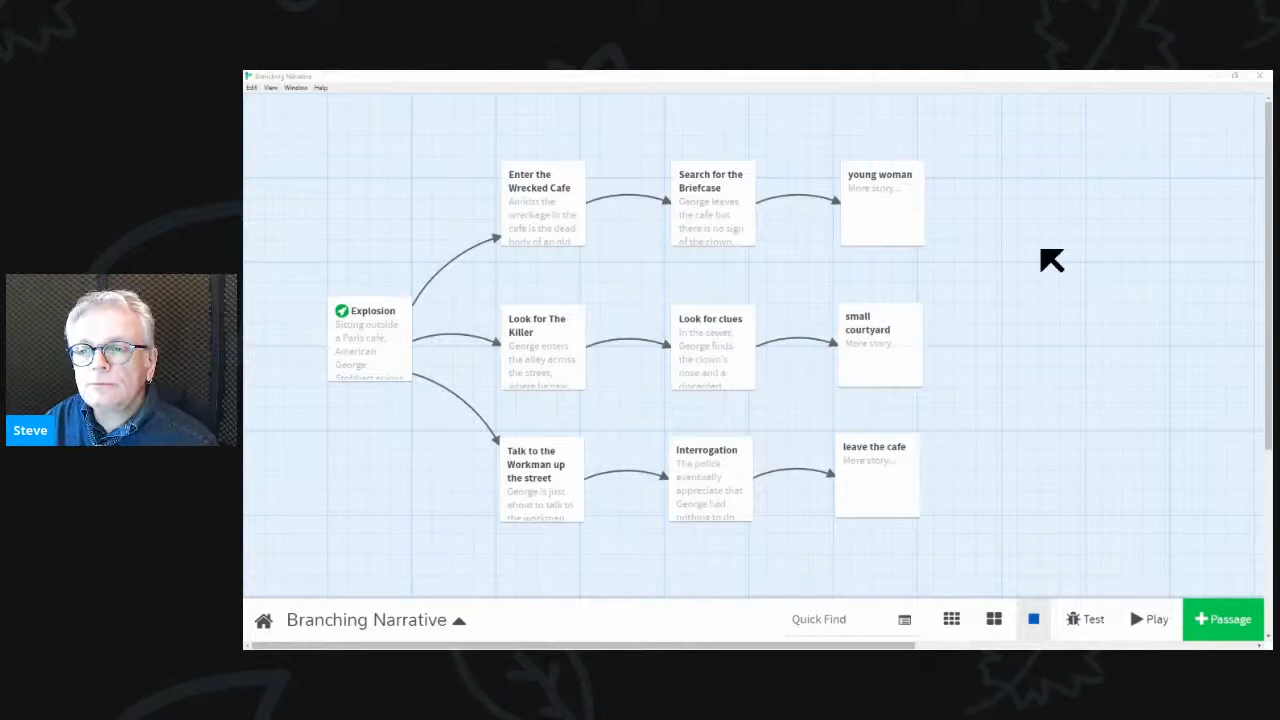 Branching Narrative
Edit View Window Help
Enter the
Wrecked Cafe
Amidst the
wreckage in the
cafe is the dead
body of an old
Search for the
Briefcase
George leaves
the cafe but
there is no sign
of the clown.
young woman
More story...
Explosion
Sitting outside
a Paris cafe,
American
George
Stobbart enjoys
Look for The
Killer
George enters
the alley across
the street,
where he saw
Look for clues
In the sewer,
George finds
the clown's
nose and a
discarded
small
courtyard
More story...
Talk to the
Workman up
the street
George is just
about to talk to
the workman
Interrogation
The police
eventually
appreciate that
George had
nothing to do
leave the cafe
More story...
Steve
Branching Narrative
Quick Find
Test
Play
+Passage